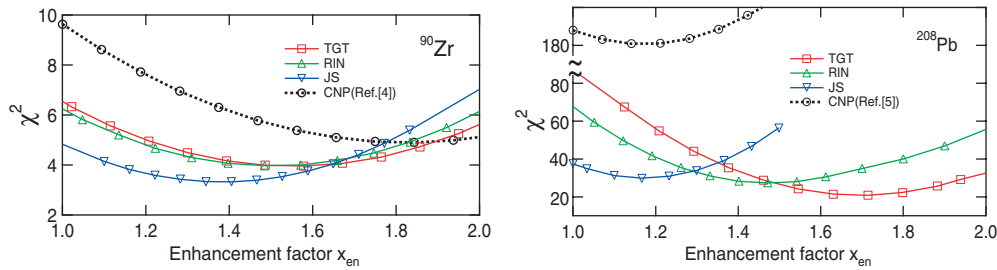 10
8
6
4
2
χ²
⁹⁰Zr
TGT
RIN
JS
CNP(Ref.[4])
1.0 1.2 1.4 1.6 1.8 2.0
Enhancement factor xₑₙ
180
80
60
40
20
χ²
²⁰⁸Pb
TGT
RIN
JS
CNP(Ref.[5])
1.0 1.2 1.4 1.6 1.8 2.0
Enhancement factor xₑₙ